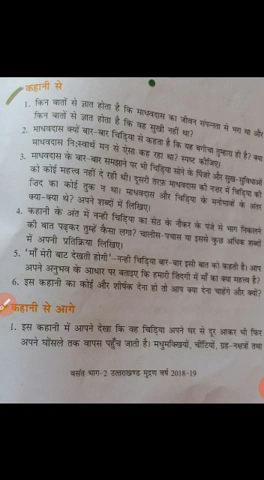 कहानी से
1. किन बातों से ज्ञात होता है कि माधवदास का जीवन संपन्नता से भरा था और
किन बातों से ज्ञात होता है कि वह सुखी नहीं था?
2. माधवदास क्यों बार-बार चिड़िया से कहता है कि यह बगीचा तुम्हारा ही है? क्या
माधवदास निःस्वार्थ मन से ऐसा कह रहा था? स्पष्ट कीजिए।
3. माधवदास के बार-बार समझाने पर भी चिड़िया सोने के पिंजरे और सुख-सुविधाओं
को कोई महत्त्व नहीं दे रही थी। दूसरी तरफ़ माधवदास की नज़र में चिड़िया की
ज़िद का कोई तुक न था। माधवदास और चिड़िया के मनोभावों के अंतर
क्या-क्या थे? अपने शब्दों में लिखिए।
4. कहानी के अंत में नन्ही चिड़िया का सेठ के नौकर के पंजे से भाग निकलने
की बात पढ़कर तुम्हें कैसा लगा? चालीस-पचास या इससे कुछ अधिक शब्दों
में अपनी प्रतिक्रिया लिखिए।
5. 'माँ मेरी बाट देखती होगी'-नन्ही चिड़िया बार-बार इसी बात को कहती है। आप
अपने अनुभव के आधार पर बताइए कि हमारी ज़िंदगी में माँ का क्या महत्त्व है?
6. इस कहानी का कोई और शीर्षक देना हो तो आप क्या देना चाहेंगे और क्यों?
कहानी से आगे
1. इस कहानी में आपने देखा कि वह चिड़िया अपने घर से दूर आकर भी फिर
अपने घोंसले तक वापस पहुँच जाती है। मधुमक्खियों, चींटियों, ग्रह-नक्षत्रों तथा
वसंत भाग-2 उत्तराखण्ड मुद्रण वर्ष 2018-19